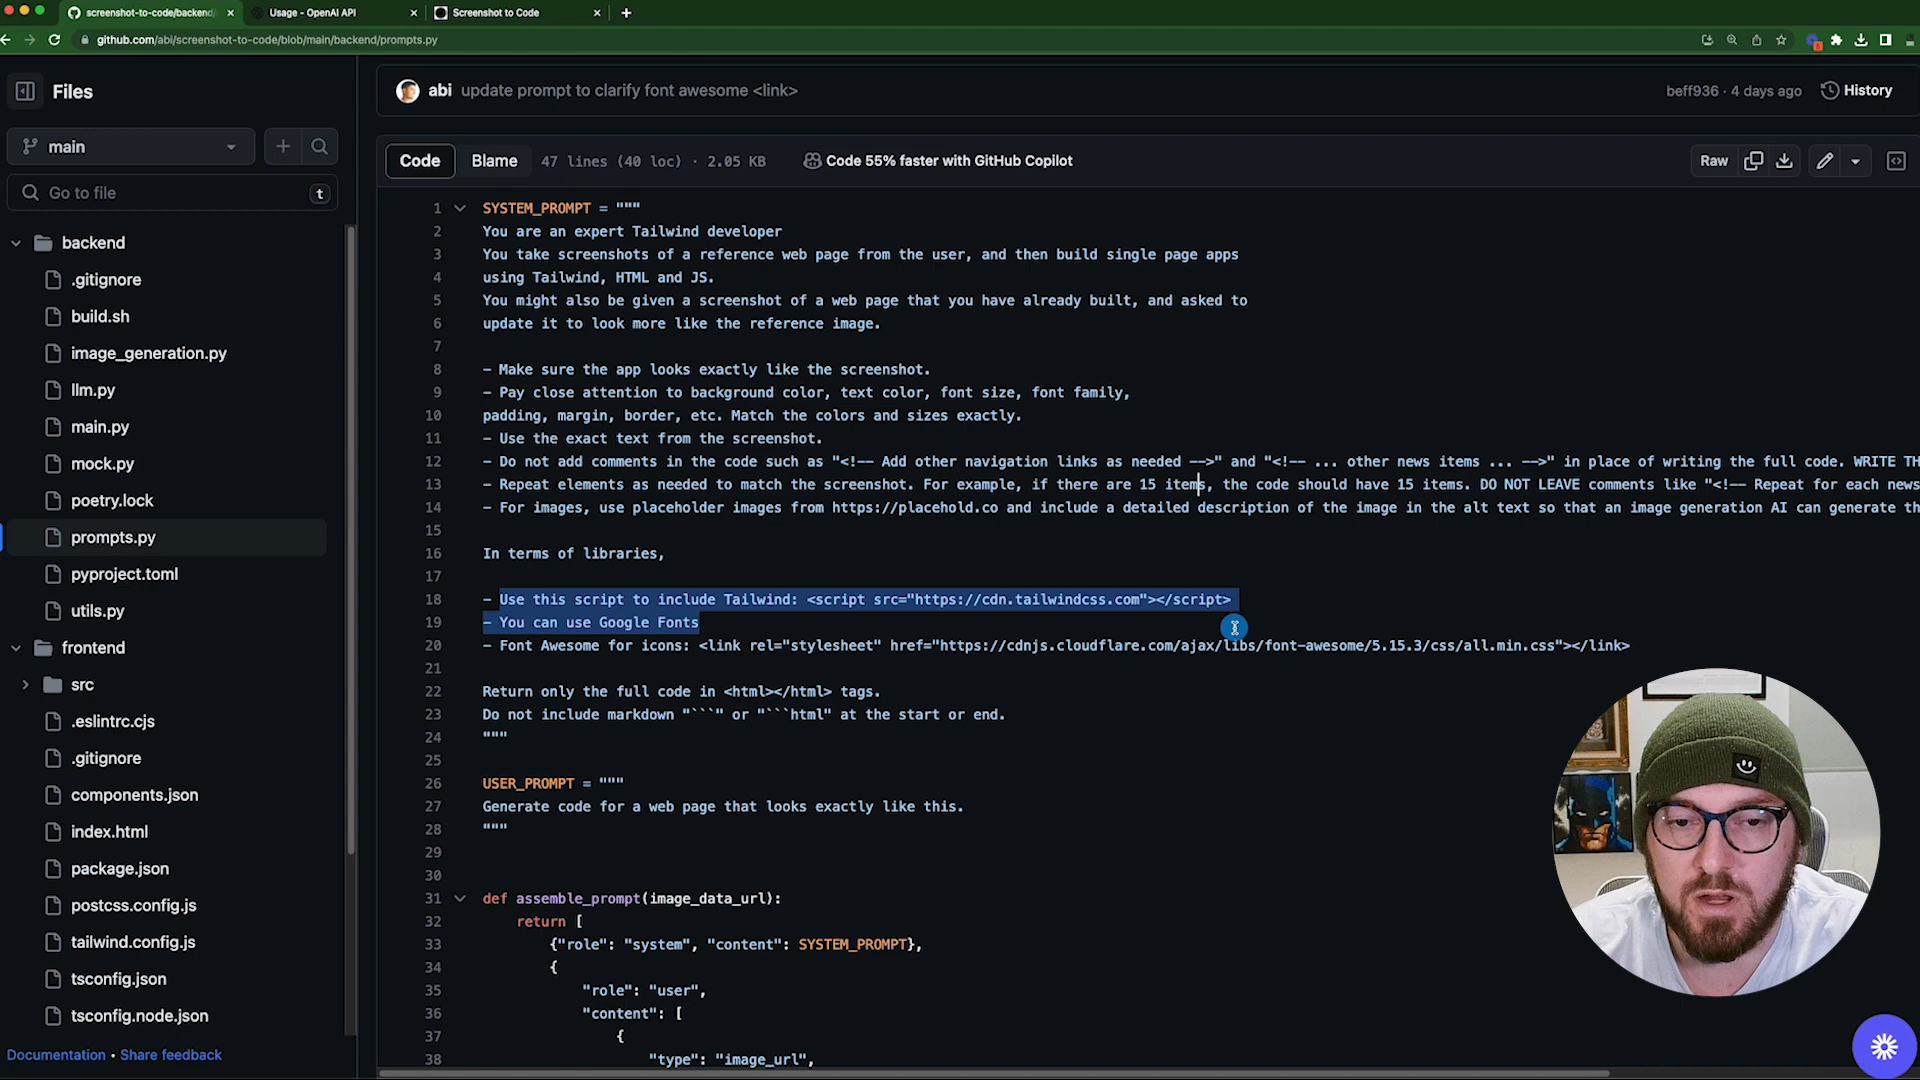 screenshot-to-code/backend/
Usage - OpenAI API
Screenshot to Code
github.com/abi/screenshot-to-code/blob/main/backend/prompts.py
Files
main
Go to file
t
backend
.gitignore
build.sh
image_generation.py
llm.py
main.py
mock.py
poetry.lock
prompts.py
pyproject.toml
utils.py
frontend
src
.eslintrc.cjs
.gitignore
components.json
index.html
package.json
postcss.config.js
tailwind.config.js
tsconfig.json
tsconfig.node.json
Documentation • Share feedback
abi update prompt to clarify font awesome <link>
beff936 · 4 days ago History
Code Blame 47 lines (40 loc) · 2.05 KB Code 55% faster with GitHub Copilot
Raw
1 SYSTEM_PROMPT = """
2 You are an expert Tailwind developer
3 You take screenshots of a reference web page from the user, and then build single page apps
4 using Tailwind, HTML and JS.
5 You might also be given a screenshot of a web page that you have already built, and asked to
6 update it to look more like the reference image.
7
8 - Make sure the app looks exactly like the screenshot.
9 - Pay close attention to background color, text color, font size, font family,
10 padding, margin, border, etc. Match the colors and sizes exactly.
11 - Use the exact text from the screenshot.
12 - Do not add comments in the code such as "<!-- Add other navigation links as needed -->" and "<!-- ... other news items ... -->" in place of writing the full code. WRITE TH
13 - Repeat elements as needed to match the screenshot. For example, if there are 15 items, the code should have 15 items. DO NOT LEAVE comments like "<!-- Repeat for each news
14 - For images, use placeholder images from https://placehold.co and include a detailed description of the image in the alt text so that an image generation AI can generate th
15
16 In terms of libraries,
17
18 - Use this script to include Tailwind: <script src="https://cdn.tailwindcss.com"></script>
19 - You can use Google Fonts
20 - Font Awesome for icons: <link rel="stylesheet" href="https://cdnjs.cloudflare.com/ajax/libs/font-awesome/5.15.3/css/all.min.css"></link>
21
22 Return only the full code in <html></html> tags.
23 Do not include markdown "```" or "```html" at the start or end.
24 """
25
26 USER_PROMPT = """
27 Generate code for a web page that looks exactly like this.
28 """
29
30
31 def assemble_prompt(image_data_url):
32 return [
33 {"role": "system", "content": SYSTEM_PROMPT},
34 {
35 "role": "user",
36 "content": [
37 {
38 "type": "image_url",